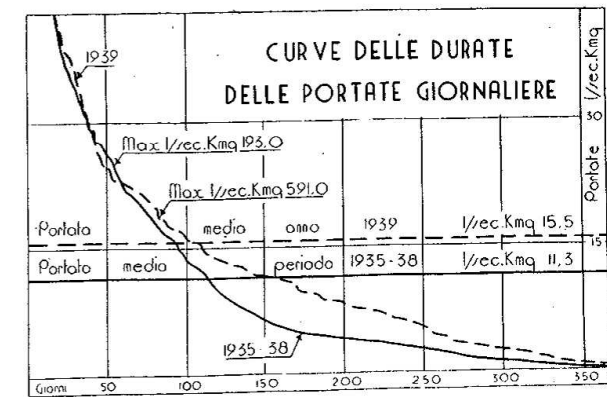 CURVE DELLE DURATE
DELLE PORTATE GIORNALIERE
1939
Max l/sec.Kmq 193.0
Max l/sec.Kmq 591.0
Portata media anno 1939 l/sec.Kmq 15,5
Portata media periodo 1935-38 l/sec.Kmq 11,3
1935-38
Portate l/sec.Kmq
30
15
Giorni 50 100 150 200 250 300 350